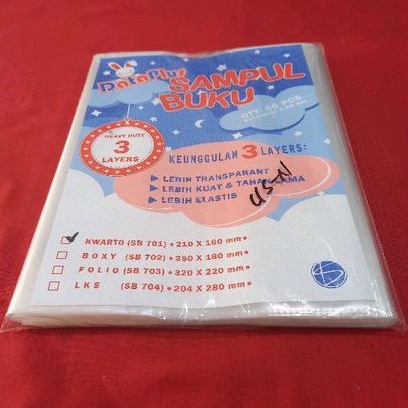 DataPlus
SAMPUL
BUKU
QTY: 50 PCS
HEAVY DUTY
3
LAYERS
KEUNGGULAN 3 LAYERS:
LEBIH TRANSPARANT
LEBIH KUAT & TAHAN LAMA
LEBIH ELASTIS
KWARTO (SB 701) • 210 X 160 mm •
BOXY (SB 702) • 250 X 180 mm •
FOLIO (SB 703) • 320 X 220 mm •
LKS (SB 704) • 204 X 280 mm •